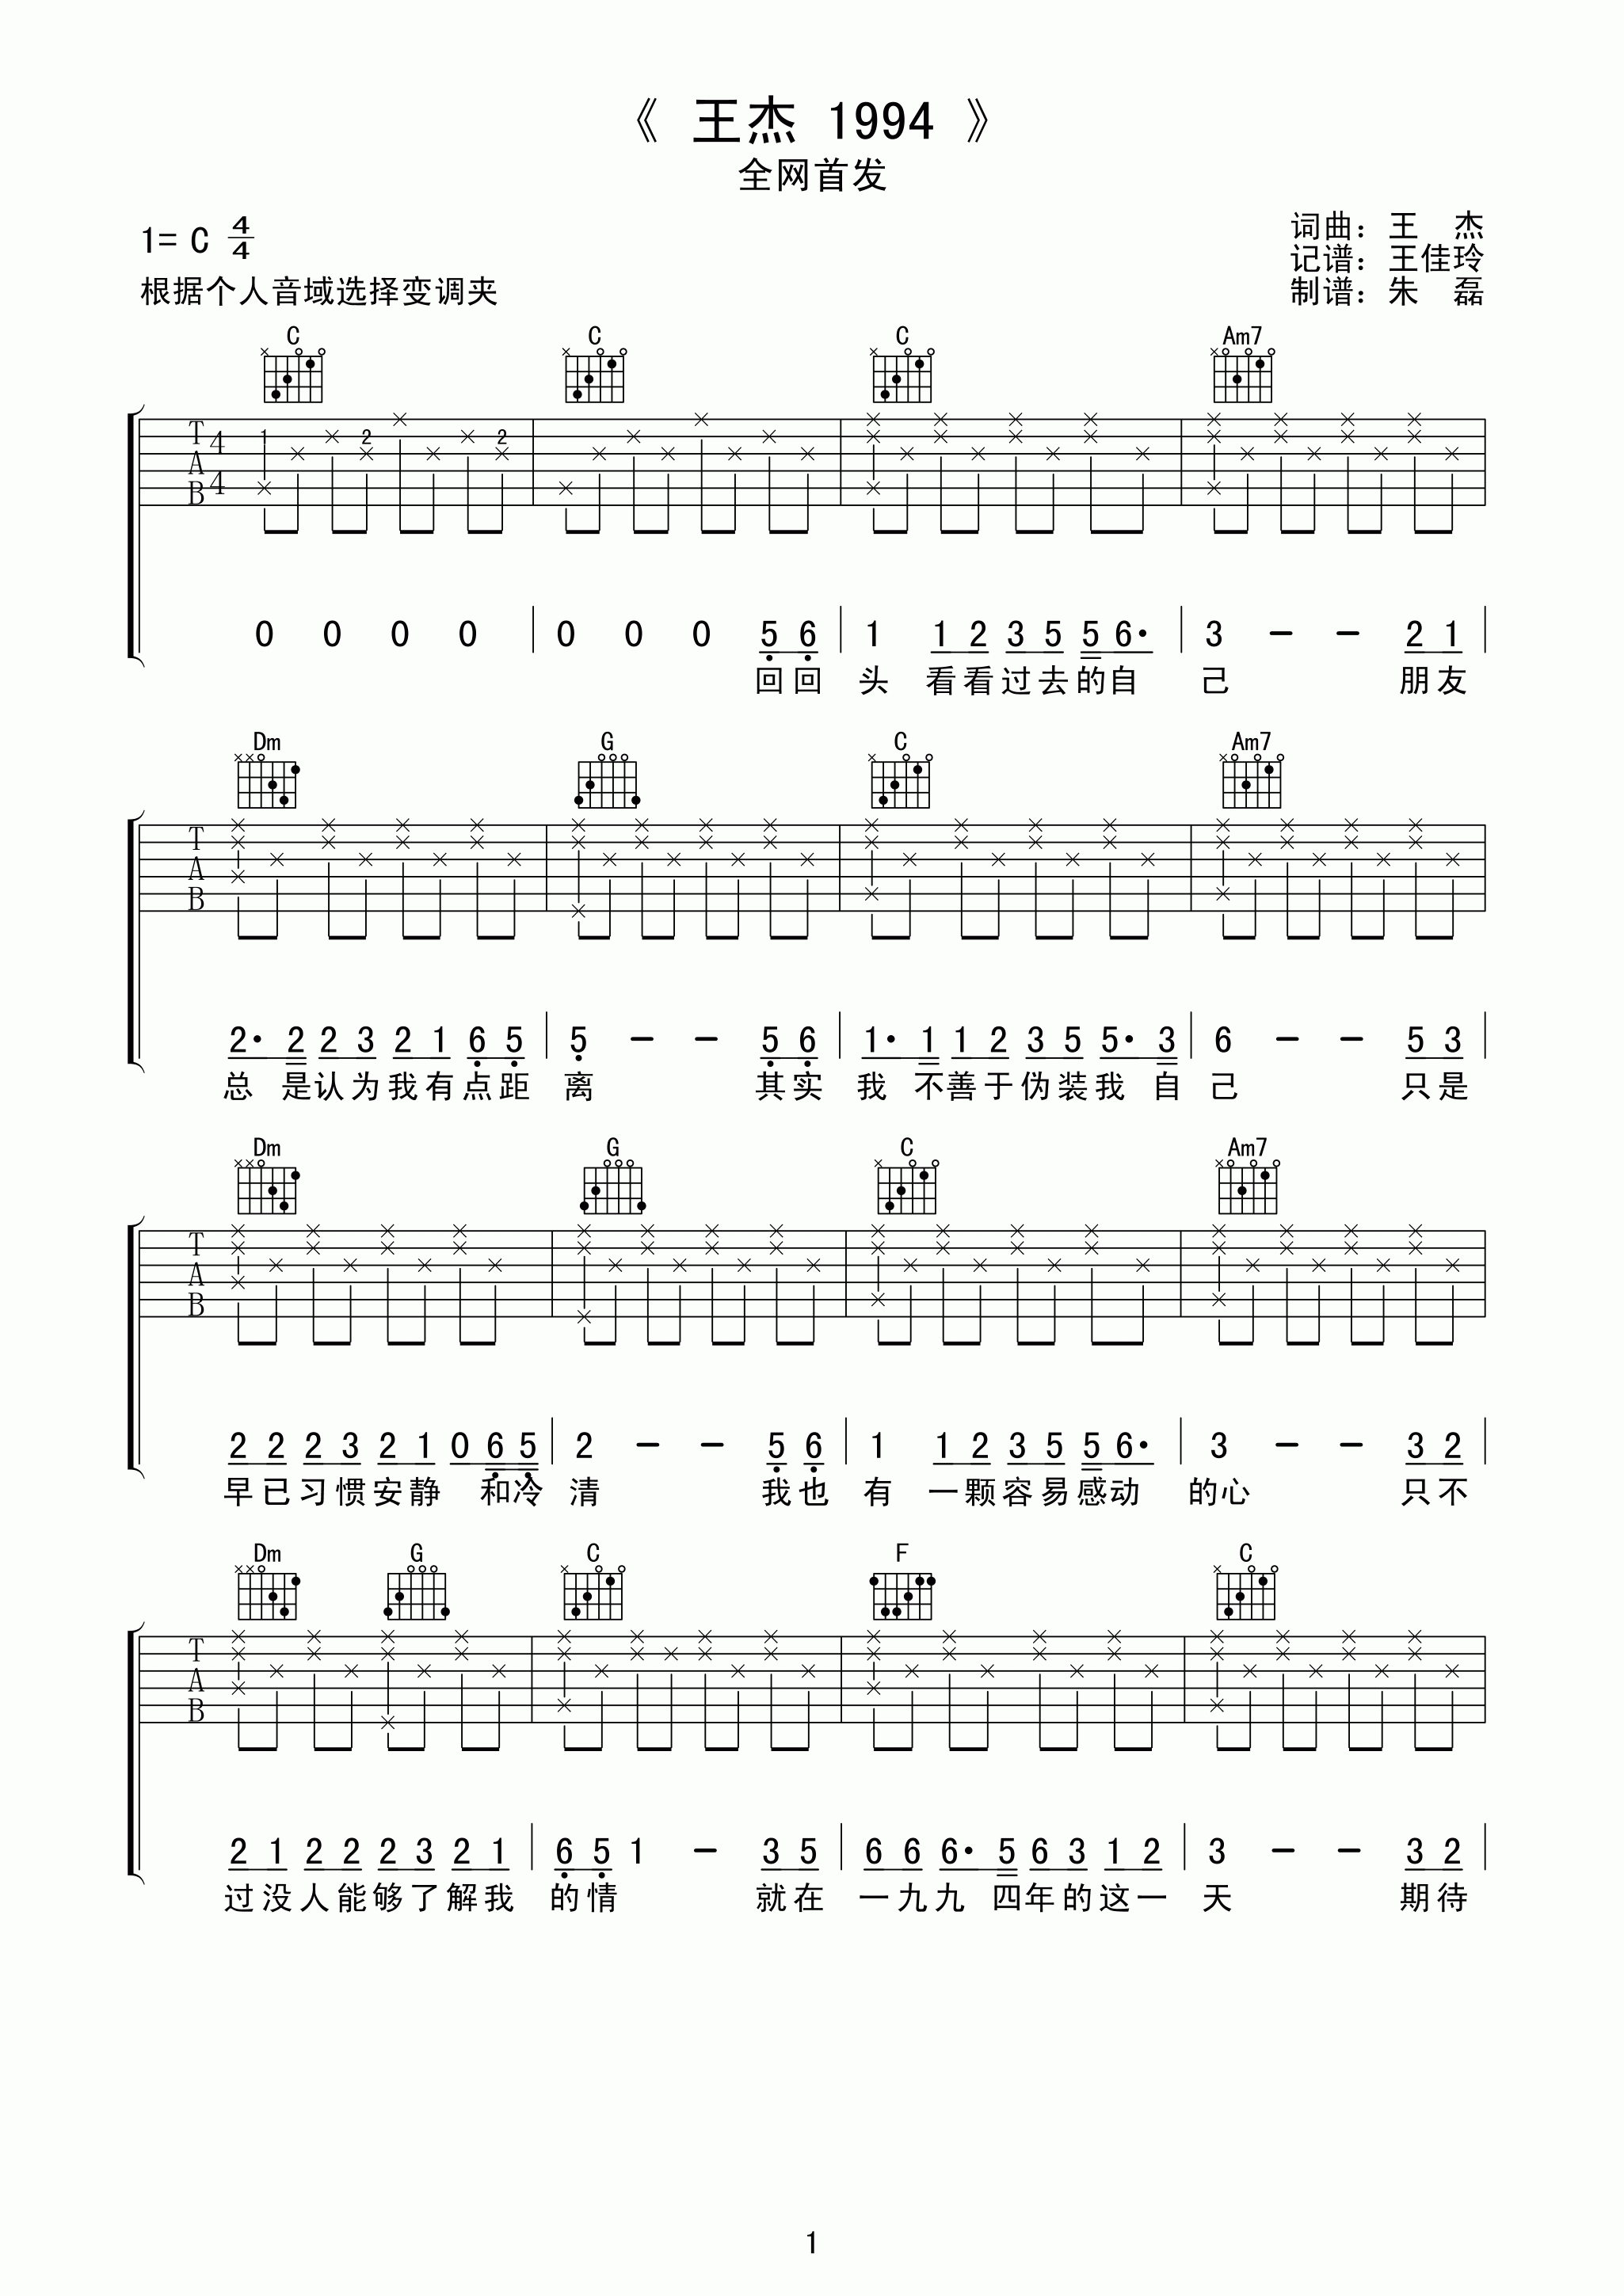 《 王杰 1994 》
全网首发
1= C 4/4
词曲：王 杰
记谱：王佳玲
根据个人音域选择变调夹
制谱：朱 磊
C C C Am7
T A B 4 4 1 2 2
0 0 0 0 | 0 0 0 5 6 | 1 1 2 3 5 5 6· | 3 — — 2 1 |
回回 头 看看过去的自 己 朋友
Dm G C Am7
T A B
2· 2 2 3 2 1 6 5 | 5 — — 5 6 | 1· 1 1 2 3 5 5· 3 | 6 — — 5 3 |
总 是认为我有点距 离 其实 我 不善于伪装我 自 己 只是
Dm G C Am7
T A B
2 2 2 3 2 1 0 6 5 | 2 — — 5 6 | 1 1 2 3 5 5 6· | 3 — — 3 2 |
早已习惯安静 和冷 清 我也 有 一颗容易感动 的心 只不
Dm G C F C
T A B
2 1 2 2 2 3 2 1 | 6 5 1 — 3 5 | 6 6 6· 5 6 3 1 2 | 3 — — 3 2 |
过没人能够了解我 的情 就在 一九九 四年的这一 天 期待
1